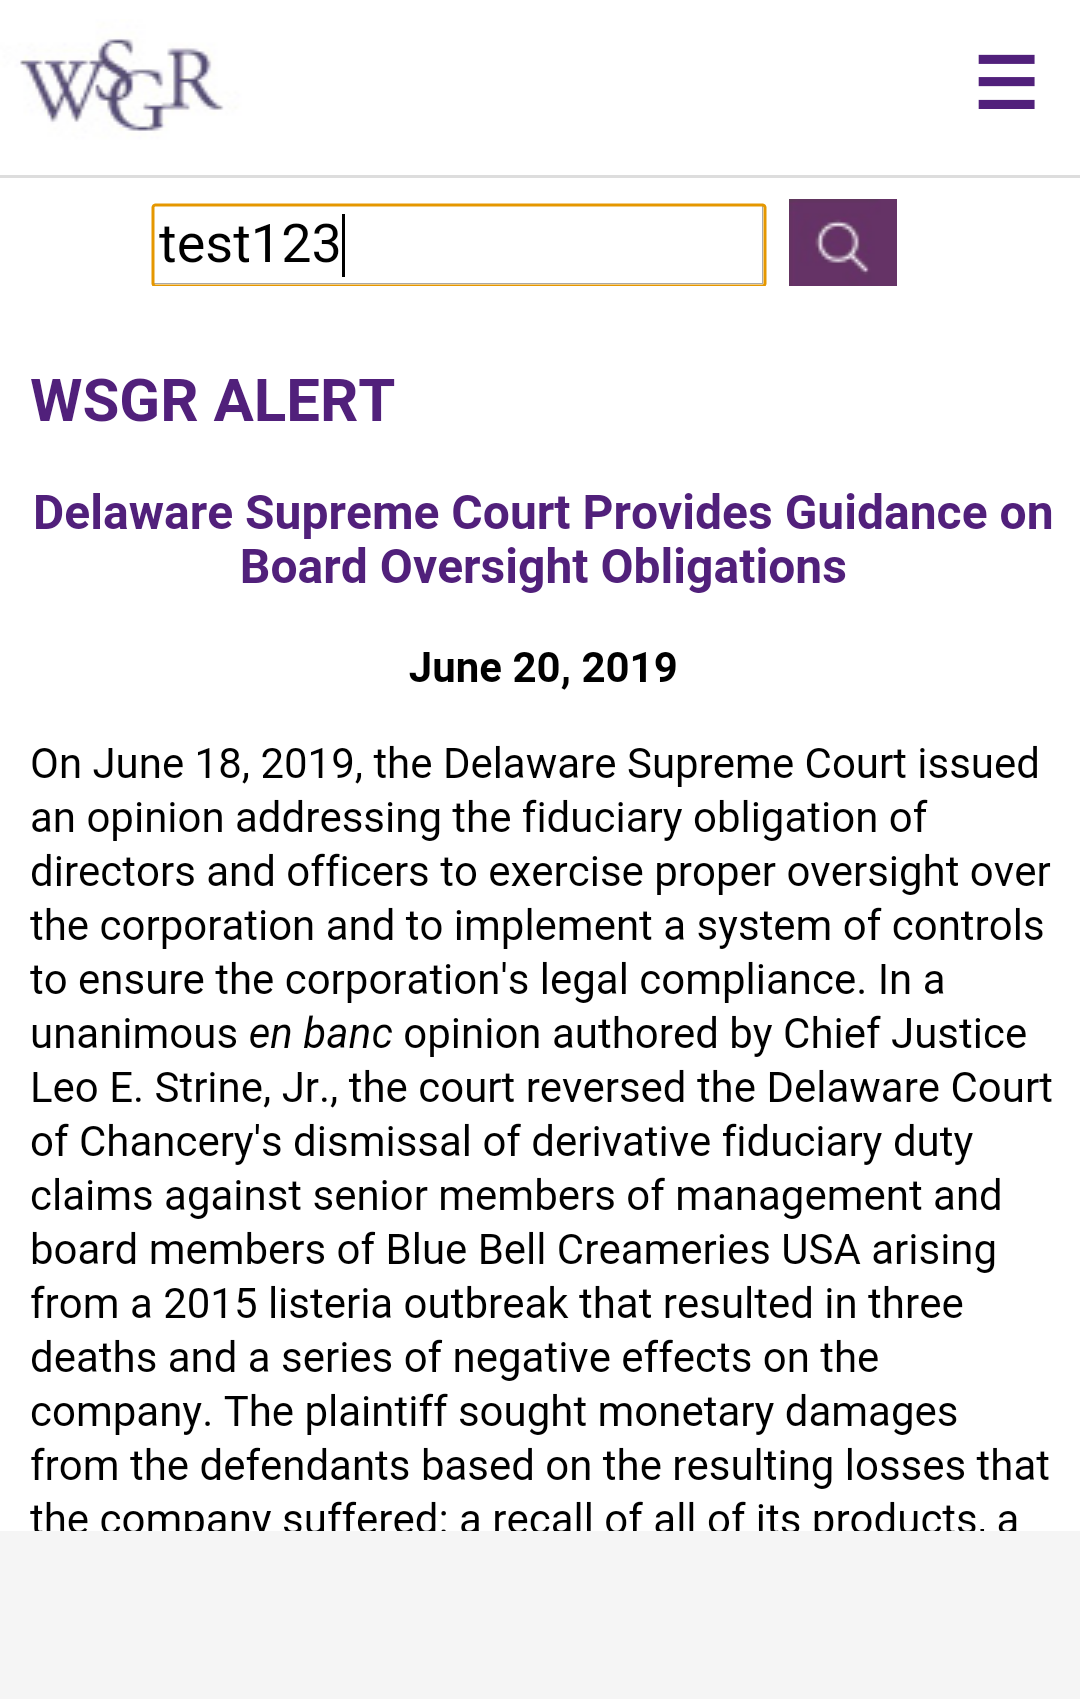 WSGR
test123
WSGR ALERT
Delaware Supreme Court Provides Guidance on
Board Oversight Obligations
June 20, 2019
On June 18, 2019, the Delaware Supreme Court issued
an opinion addressing the fiduciary obligation of
directors and officers to exercise proper oversight over
the corporation and to implement a system of controls
to ensure the corporation's legal compliance. In a
unanimous en banc opinion authored by Chief Justice
Leo E. Strine, Jr., the court reversed the Delaware Court
of Chancery's dismissal of derivative fiduciary duty
claims against senior members of management and
board members of Blue Bell Creameries USA arising
from a 2015 listeria outbreak that resulted in three
deaths and a series of negative effects on the
company. The plaintiff sought monetary damages
from the defendants based on the resulting losses that
the company suffered: a recall of all of its products, a